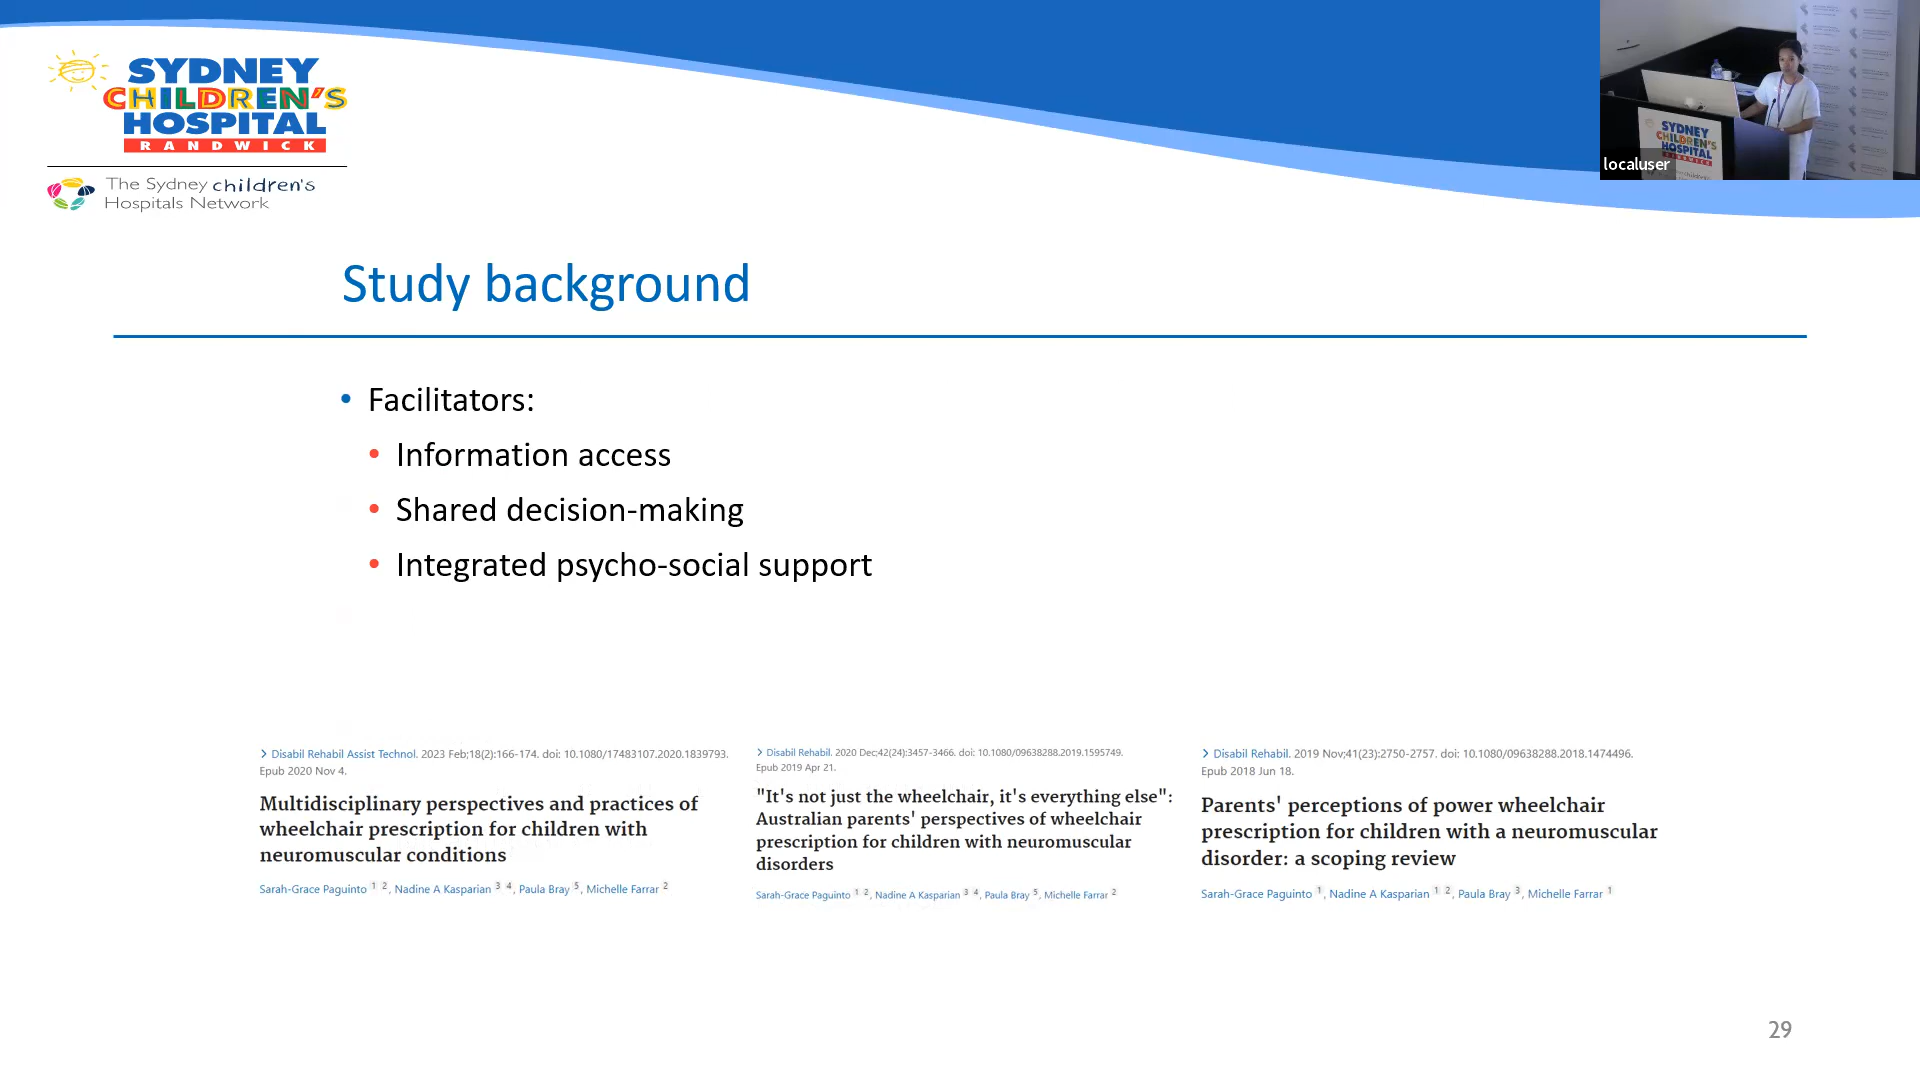 SYDNEY
CHILDREN'S
HOSPITAL
RANDWICK
The Sydney children's
Hospitals Network
SYDNEY
CHILDREN'S
HOSPITAL
localuser
Study background
• Facilitators:
• Information access
• Shared decision-making
• Integrated psycho-social support
> Disabil Rehabil Assist Technol. 2023 Feb;18(2):166-174. doi: 10.1080/17483107.2020.1839793.
Epub 2020 Nov 4.
Multidisciplinary perspectives and practices of
wheelchair prescription for children with
neuromuscular conditions
Sarah-Grace Paguinto 1 2, Nadine A Kasparian 3 4, Paula Bray 5, Michelle Farrar 2
> Disabil Rehabil. 2020 Dec;42(24):3457-3466. doi: 10.1080/09638288.2019.1595749.
Epub 2019 Apr 21.
"It's not just the wheelchair, it's everything else":
Australian parents' perspectives of wheelchair
prescription for children with neuromuscular
disorders
Sarah-Grace Paguinto 1 2, Nadine A Kasparian 3 4, Paula Bray 5, Michelle Farrar 2
> Disabil Rehabil. 2019 Nov;41(23):2750-2757. doi: 10.1080/09638288.2018.1474496.
Epub 2018 Jun 18.
Parents' perceptions of power wheelchair
prescription for children with a neuromuscular
disorder: a scoping review
Sarah-Grace Paguinto 1, Nadine A Kasparian 1 2, Paula Bray 3, Michelle Farrar 1
29